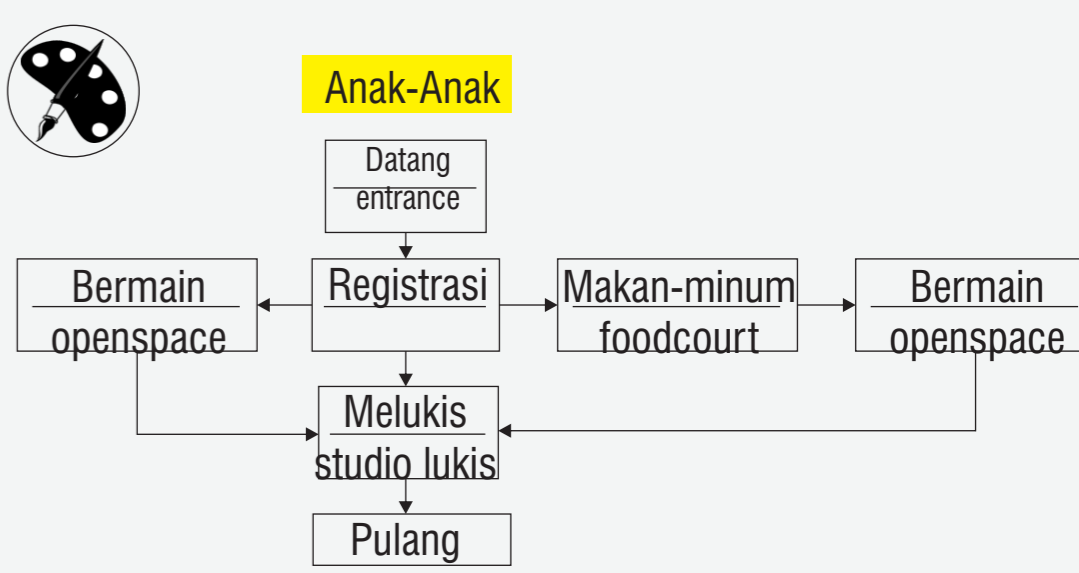 Anak-Anak
Datang
entrance
Bermain
openspace
Registrasi
Makan-minum
foodcourt
Bermain
openspace
Melukis
studio lukis
Pulang